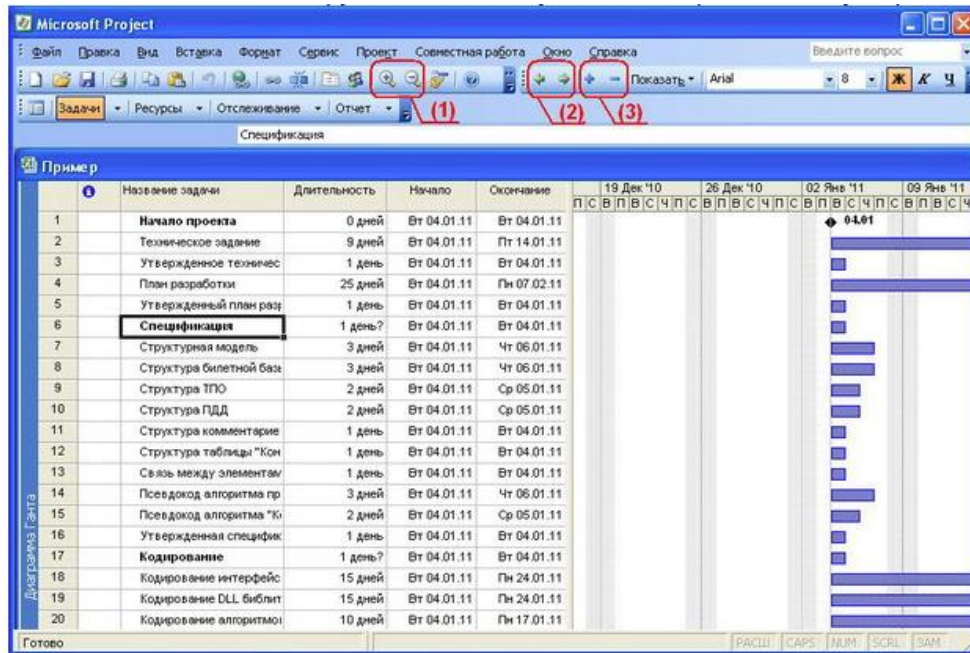 Microsoft Project
Файл Правка Вид Вставка Формат Сервис Проект Совместная работа Окно Справка Введите вопрос
Показать Arial 8 Ж К Ч
Задачи Ресурсы Отслеживание Отчет (1) (2) (3)
Спецификация
Пример
Название задачи Длительность Начало Окончание 19 Дек '10 26 Дек '10 02 Янв '11 09 Янв '11
П С В П В С Ч П С В П В С Ч П С В П В С Ч П С В П В С Ч
1 Начало проекта 0 дней Вт 04.01.11 Вт 04.01.11 04.01
2 Техническое задание 9 дней Вт 04.01.11 Пт 14.01.11
3 Утвержденное техничес 1 день Вт 04.01.11 Вт 04.01.11
4 План разработки 25 дней Вт 04.01.11 Пн 07.02.11
5 Утвержденный план разр 1 день Вт 04.01.11 Вт 04.01.11
6 Спецификация 1 день? Вт 04.01.11 Вт 04.01.11
7 Структурная модель 3 дней Вт 04.01.11 Чт 06.01.11
8 Структура билетной базы 3 дней Вт 04.01.11 Чт 06.01.11
9 Структура ТПО 2 дней Вт 04.01.11 Ср 05.01.11
10 Структура ПДД 2 дней Вт 04.01.11 Ср 05.01.11
11 Структура комментарие 1 день Вт 04.01.11 Вт 04.01.11
12 Структура таблицы "Кон 1 день Вт 04.01.11 Вт 04.01.11
13 Связь между элементам 1 день Вт 04.01.11 Вт 04.01.11
14 Псевдокод алгоритма пр 3 дней Вт 04.01.11 Чт 06.01.11
15 Псевдокод алгоритма "Ко 2 дней Вт 04.01.11 Ср 05.01.11
16 Утвержденная специфик 1 день Вт 04.01.11 Вт 04.01.11
17 Кодирование 1 день? Вт 04.01.11 Вт 04.01.11
18 Кодирование интерфейс 15 дней Вт 04.01.11 Пн 24.01.11
19 Кодирование DLL библит 15 дней Вт 04.01.11 Пн 24.01.11
20 Кодирование алгоритмо 10 дней Вт 04.01.11 Пн 17.01.11
Диаграмма Ганта
Готово РАСШ CAPS NUM SCRL ЗАМ